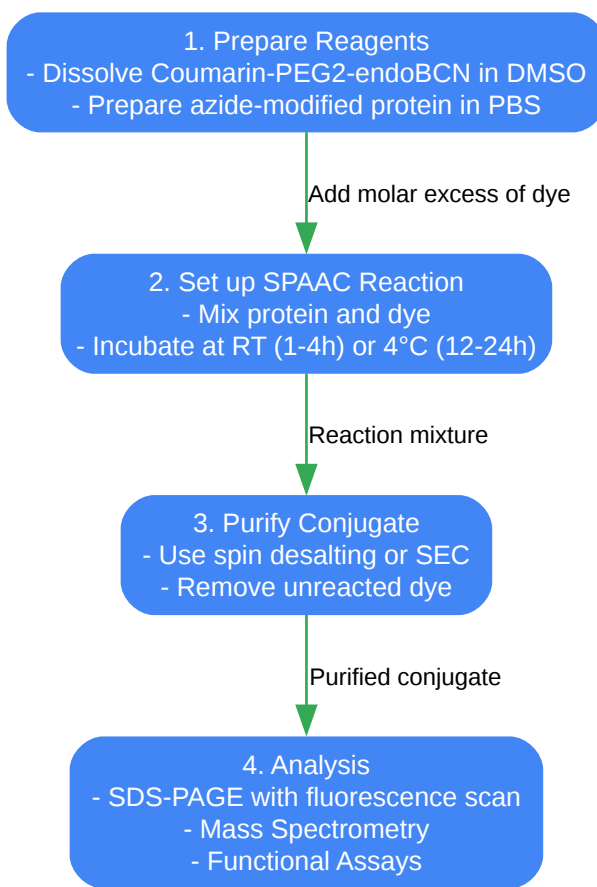 1. Prepare Reagents
- Dissolve Coumarin-PEG2-endoBCN in DMSO
- Prepare azide-modified protein in PBS
Add molar excess of dye
2. Set up SPAAC Reaction
- Mix protein and dye
- Incubate at RT (1-4h) or 4°C (12-24h)
Reaction mixture
3. Purify Conjugate
- Use spin desalting or SEC
- Remove unreacted dye
Purified conjugate
4. Analysis
- SDS-PAGE with fluorescence scan
- Mass Spectrometry
- Functional Assays